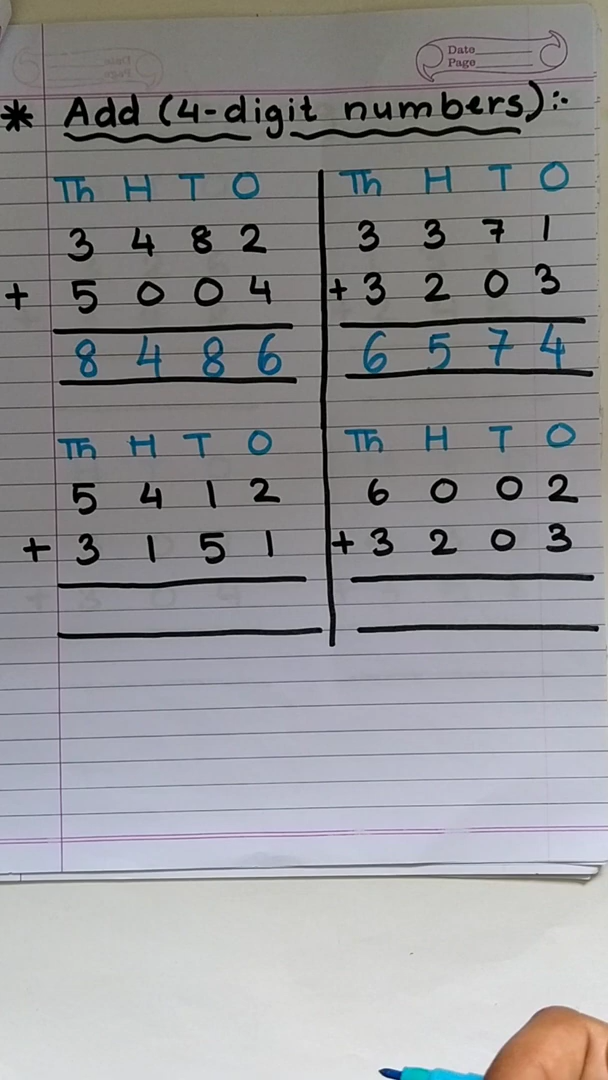 Date
Page
* Add (4-digit numbers):-
Th H T O
3 4 8 2
+ 5 0 0 4
8 4 8 6
Th H T O
3 3 7 1
+ 3 2 0 3
6 5 7 4
Th H T O
5 4 1 2
+ 3 1 5 1
Th H T O
6 0 0 2
+ 3 2 0 3